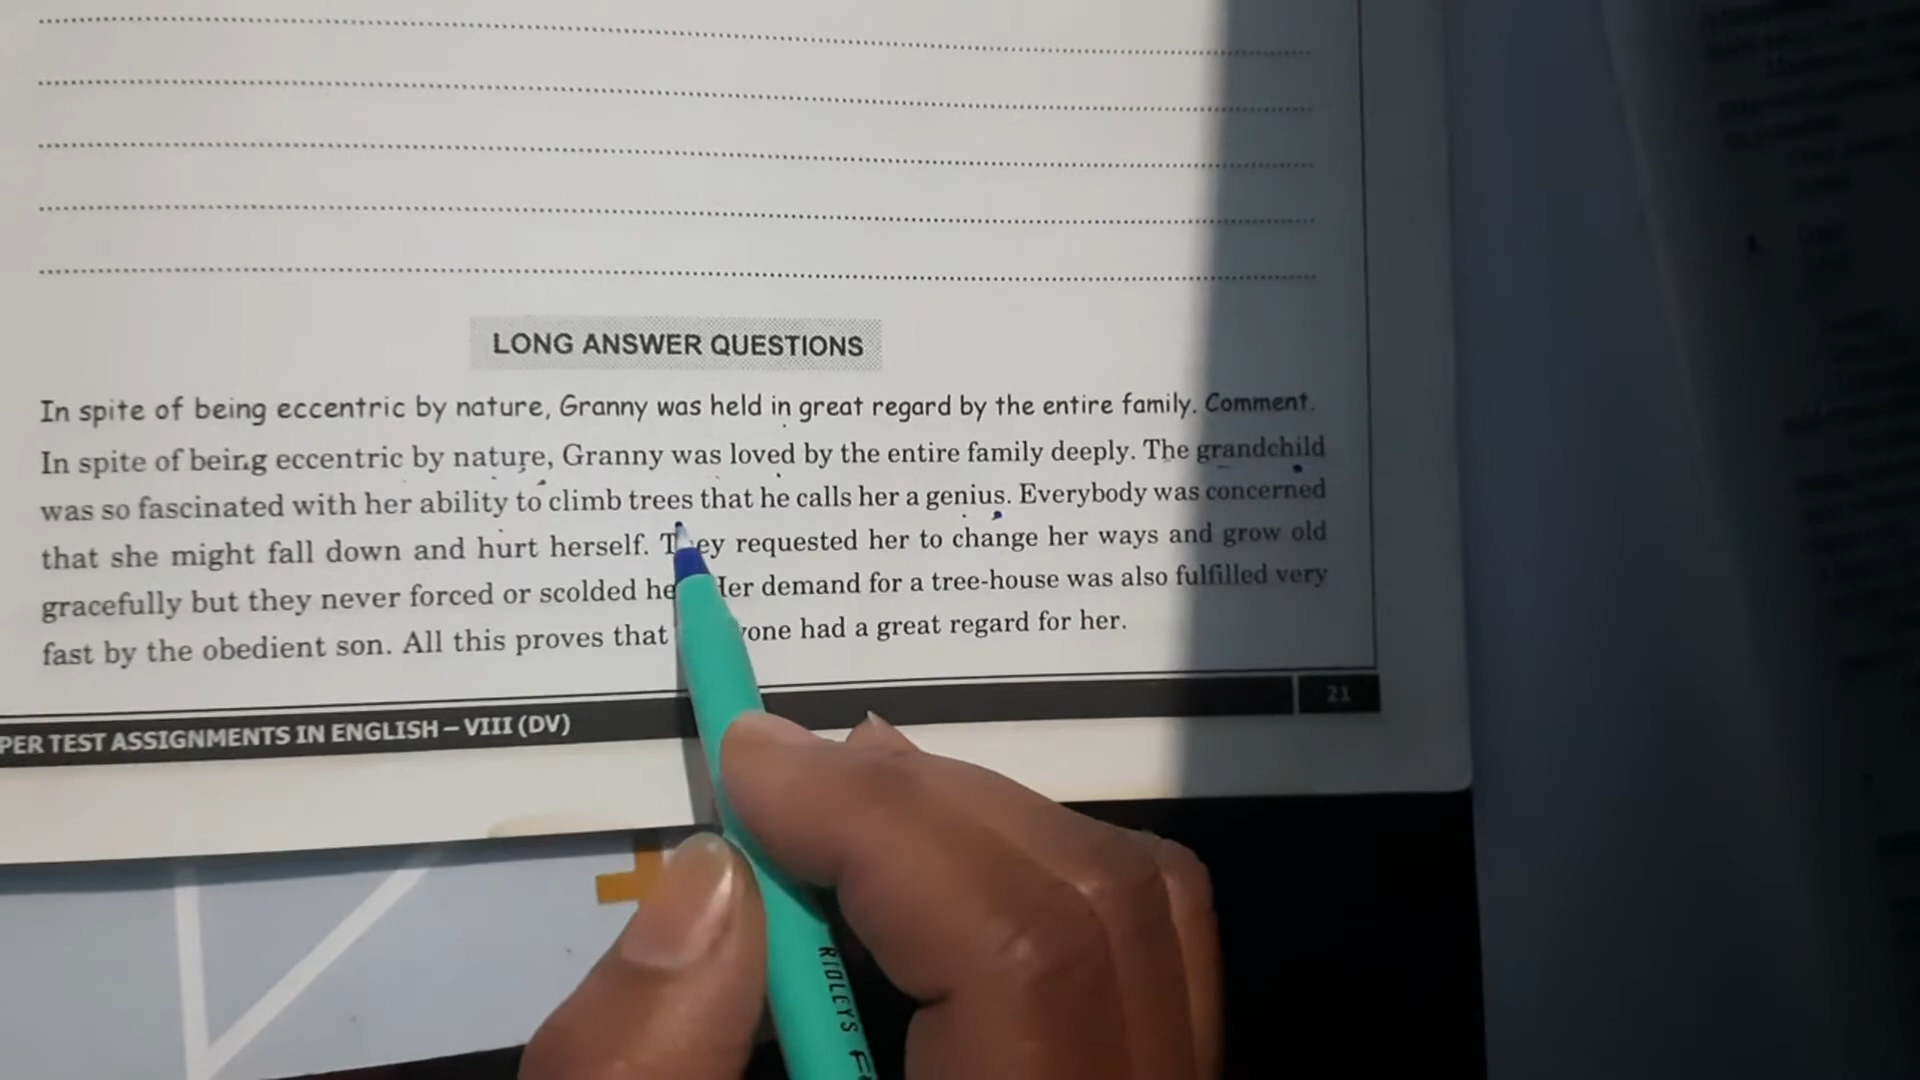 LONG ANSWER QUESTIONS
In spite of being eccentric by nature, Granny was held in great regard by the entire family. Comment.
In spite of being eccentric by nature, Granny was loved by the entire family deeply. The grandchild
was so fascinated with her ability to climb trees that he calls her a genius. Everybody was concerned
that she might fall down and hurt herself. They requested her to change her ways and grow old
gracefully but they never forced or scolded her. Her demand for a tree-house was also fulfilled very
fast by the obedient son. All this proves that had a great regard for her.
PER TEST ASSIGNMENTS IN ENGLISH – VIII (DV)
21
RIDLEYS